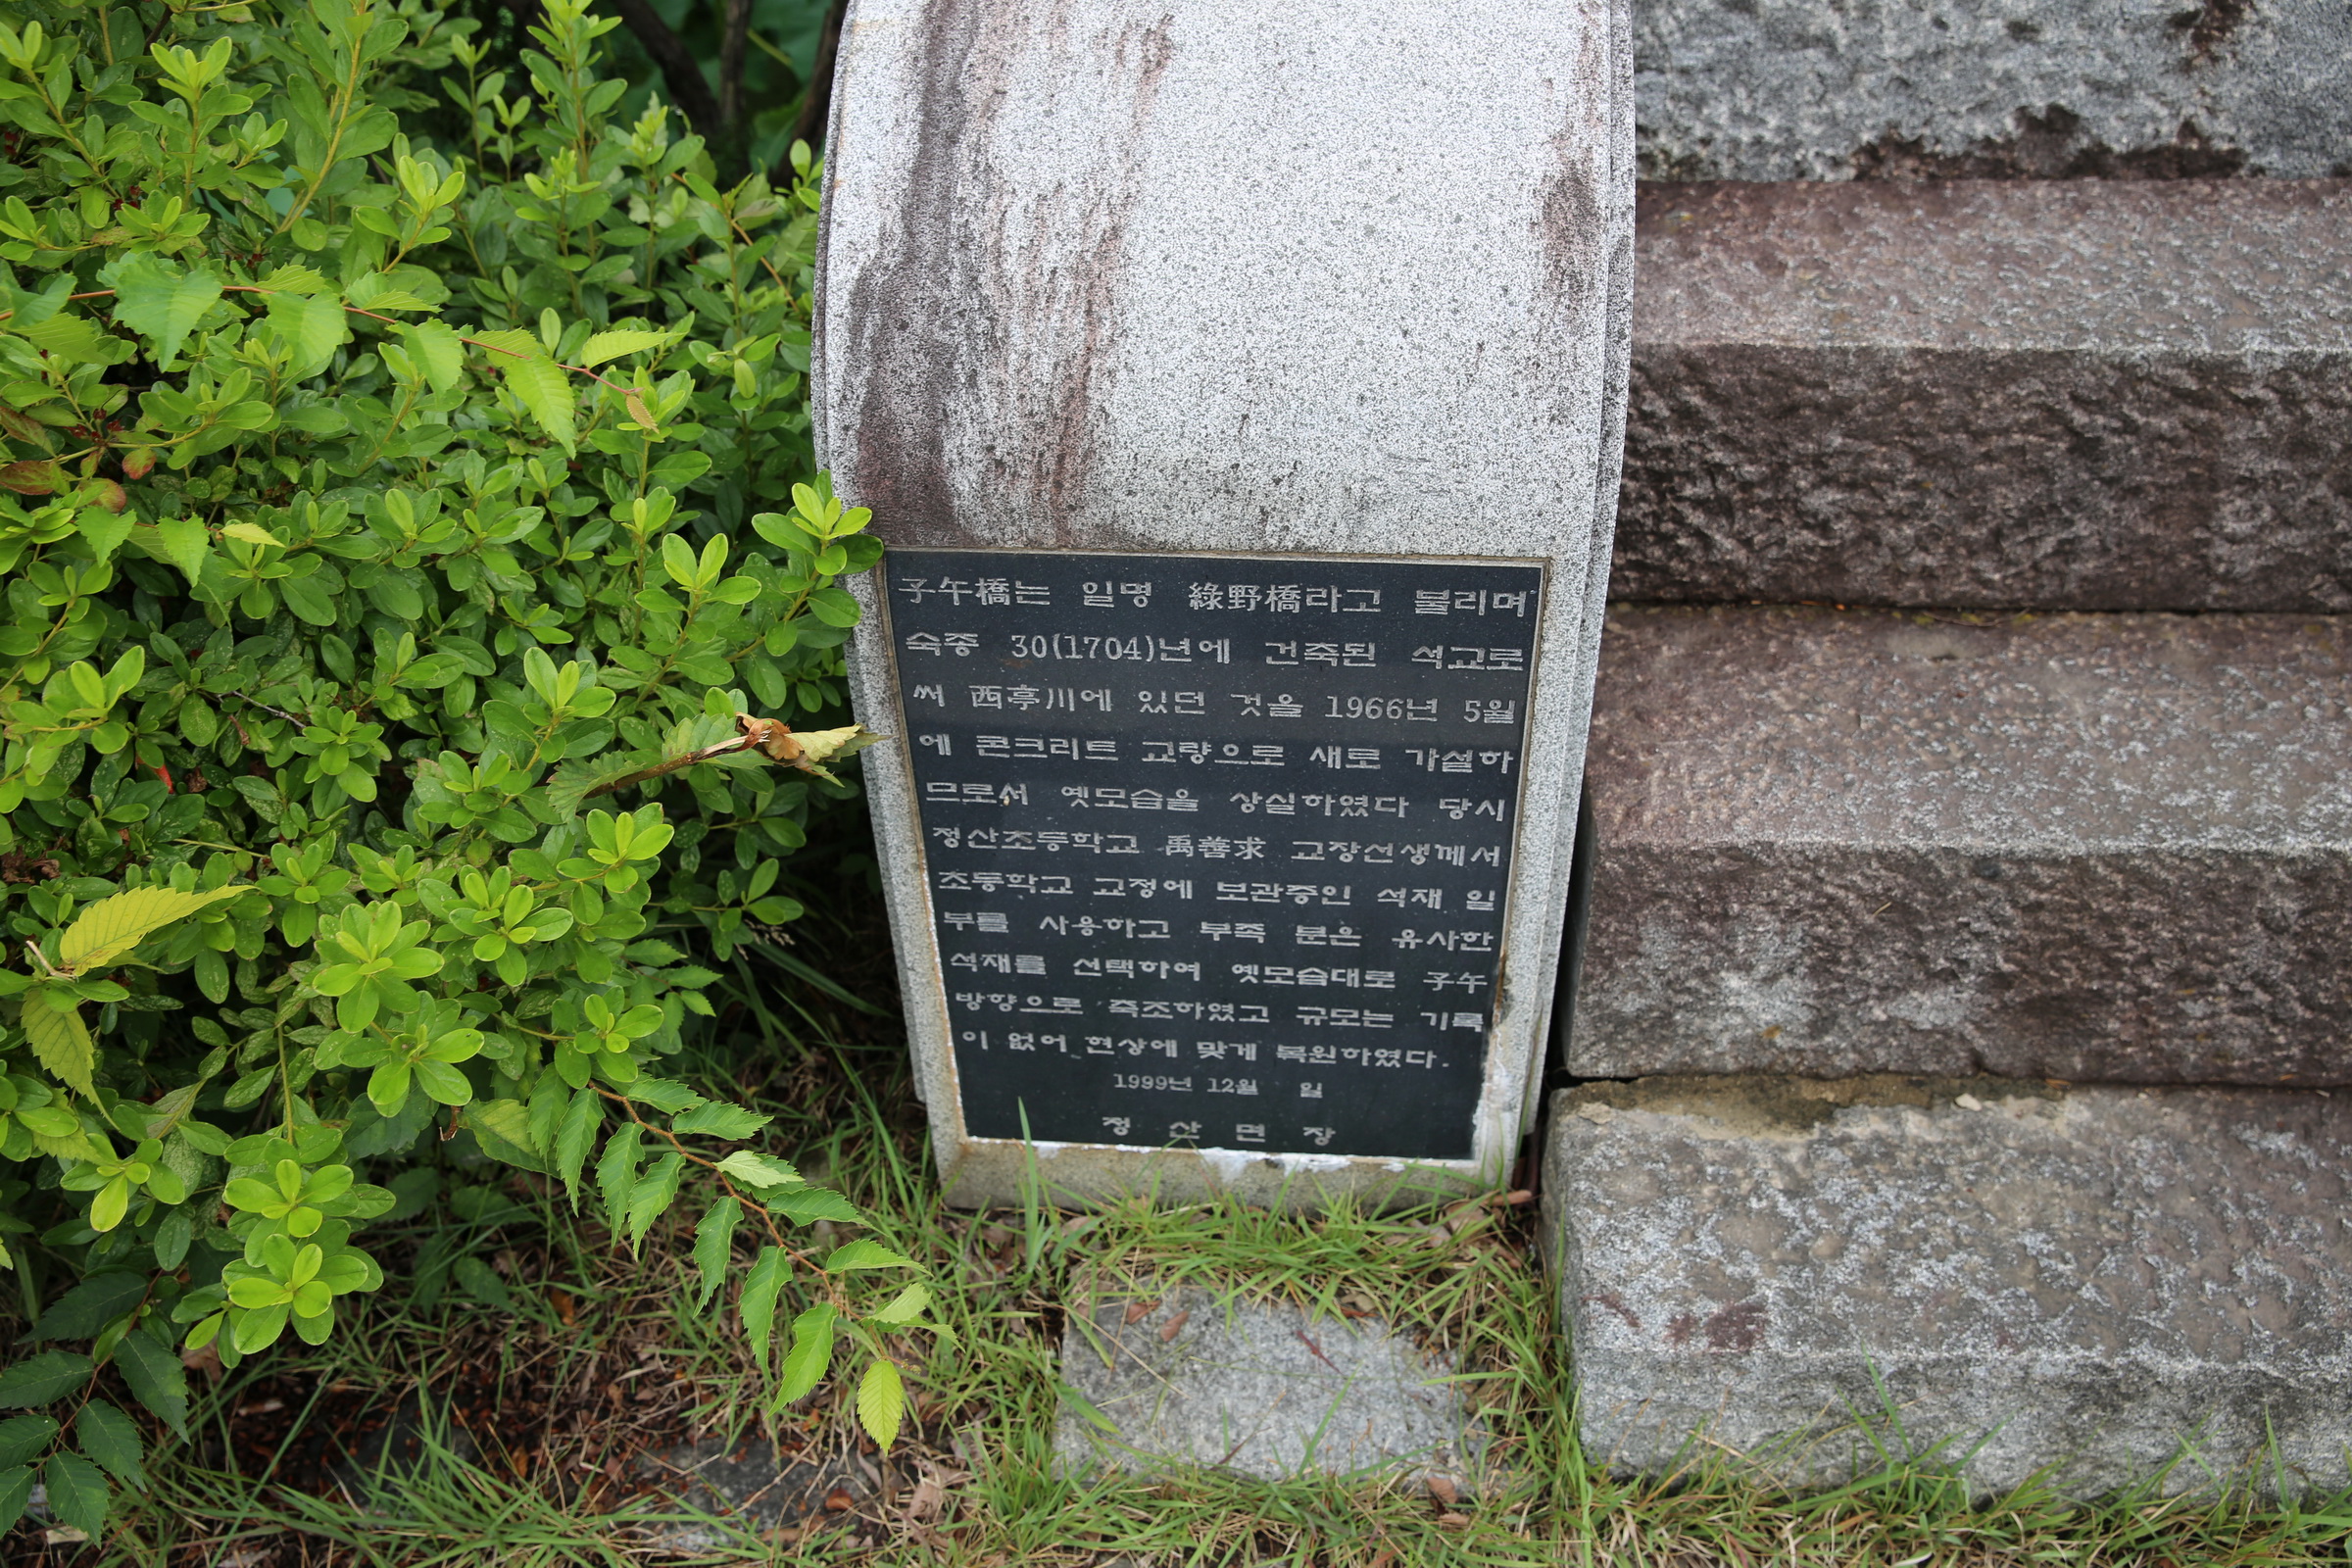 子午橋는 일명 綠野橋라고 불리며
숙종 30(1704)년에 건축된 석교로
써 西亭川에 있던 것을 1966년 5월
에 콘크리트 교량으로 새로 가설하
므로서 옛모습을 상실하였다 당시
정산초등학교 禹善求 교장선생께서
초등학교 교정에 보관중인 석재 일
부를 사용하고 부족 분은 유사한
석재를 선택하여 옛모습대로 子午
방향으로 축조하였고 규모는 기록
이 없어 현상에 맞게 복원하였다.
1999년 12월 일
정 산 면 장